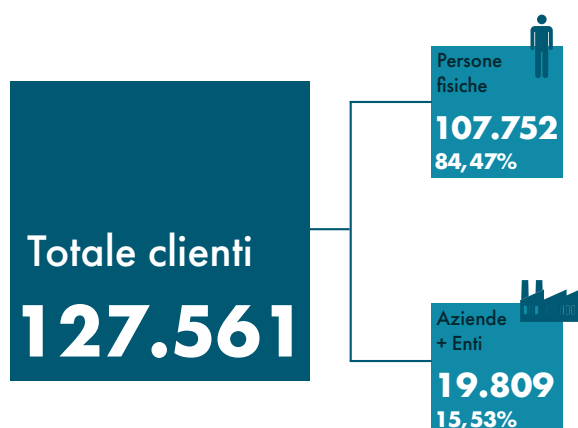 Totale clienti
127.561
Persone
fisiche
107.752
84,47%
Aziende
+ Enti
19.809
15,53%